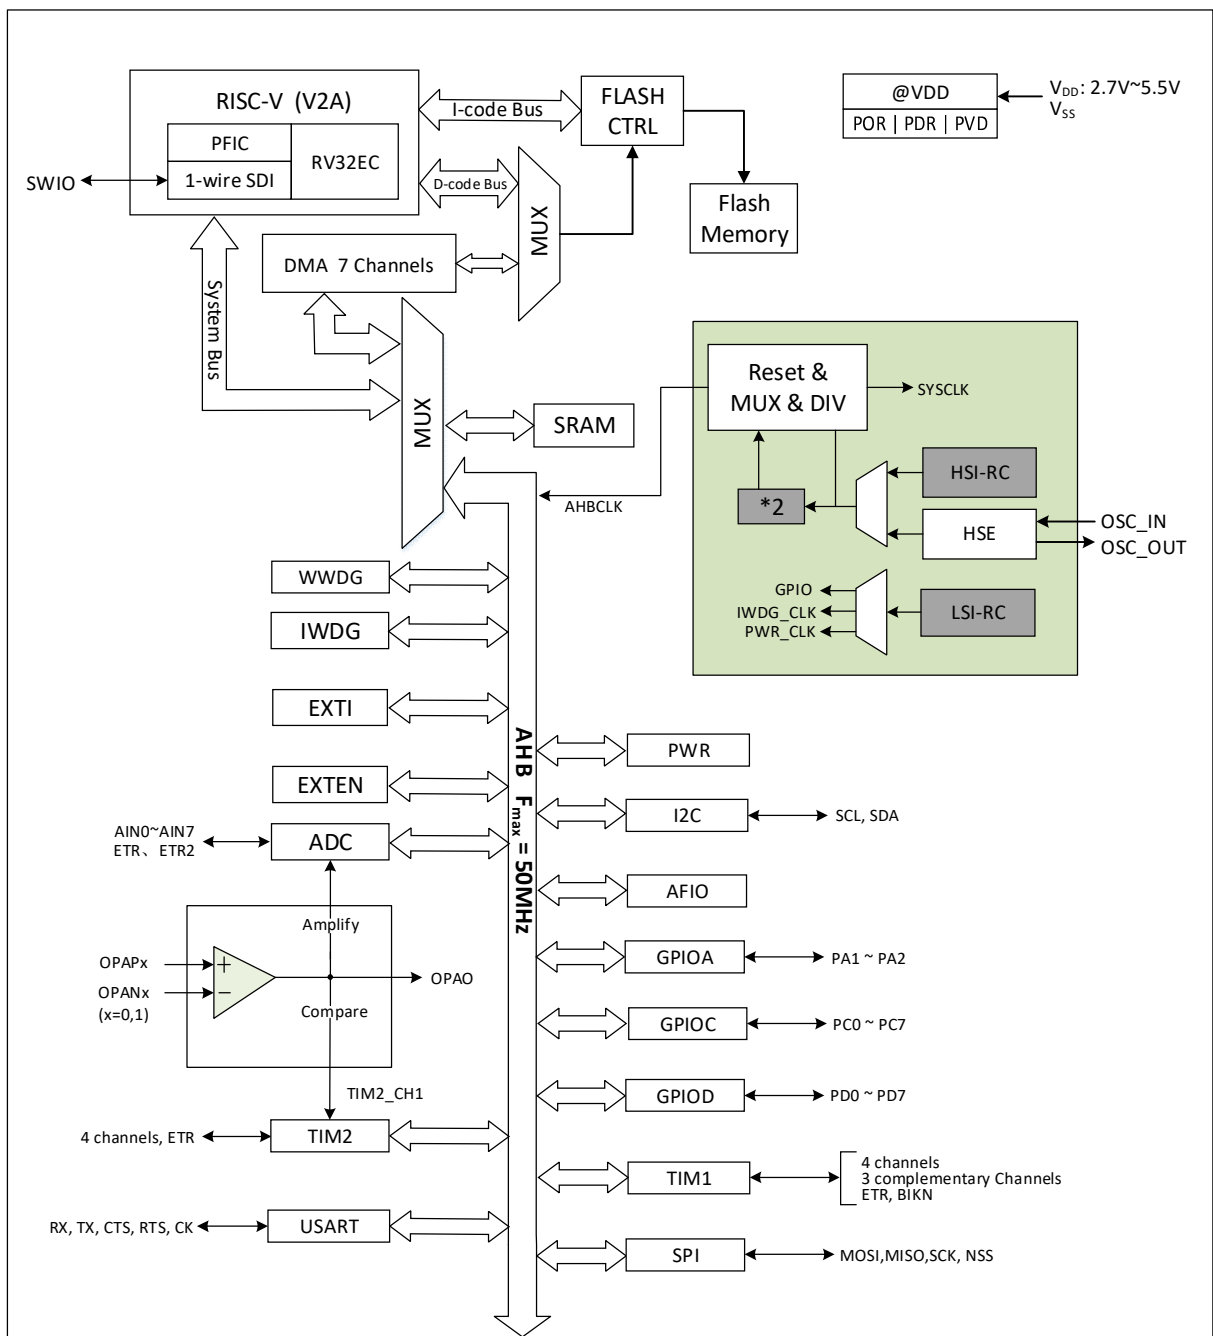 RISC-V (V2A)
PFIC
1-wire SDI
RV32EC
SWIO
I-code Bus
D-code Bus
FLASH
CTRL
MUX
Flash
Memory
@VDD
POR | PDR | PVD
VDD: 2.7V~5.5V
VSS
DMA 7 Channels
System Bus
MUX
SRAM
Reset &
MUX & DIV
SYSCLK
AHBCLK
*2
HSI-RC
HSE
OSC_IN
OSC_OUT
GPIO
IWDG_CLK
PWR_CLK
LSI-RC
WWDG
IWDG
EXTI
EXTEN
AIN0~AIN7
ETR、ETR2
ADC
AHB Fmax = 50MHz
Amplify
OPAPx
OPANx
(x=0,1)
+
−
OPAO
Compare
TIM2_CH1
4 channels, ETR
TIM2
RX, TX, CTS, RTS, CK
USART
PWR
I2C
SCL, SDA
AFIO
GPIOA
PA1 ~ PA2
GPIOC
PC0 ~ PC7
GPIOD
PD0 ~ PD7
TIM1
4 channels
3 complementary Channels
ETR, BIKN
SPI
MOSI,MISO,SCK, NSS